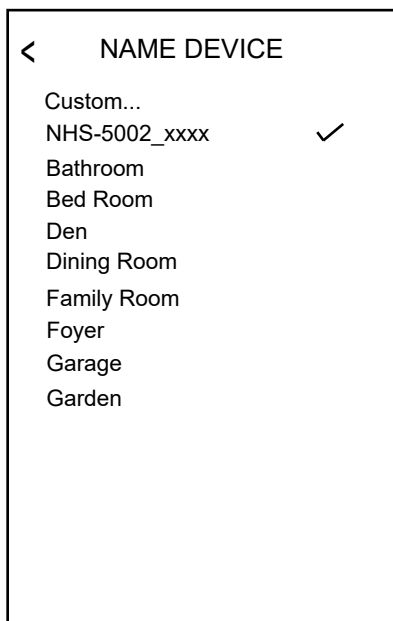 < NAME DEVICE
Custom...
NHS-5002_xxxx
Bathroom
Bed Room
Den
Dining Room
Family Room
Foyer
Garage
Garden